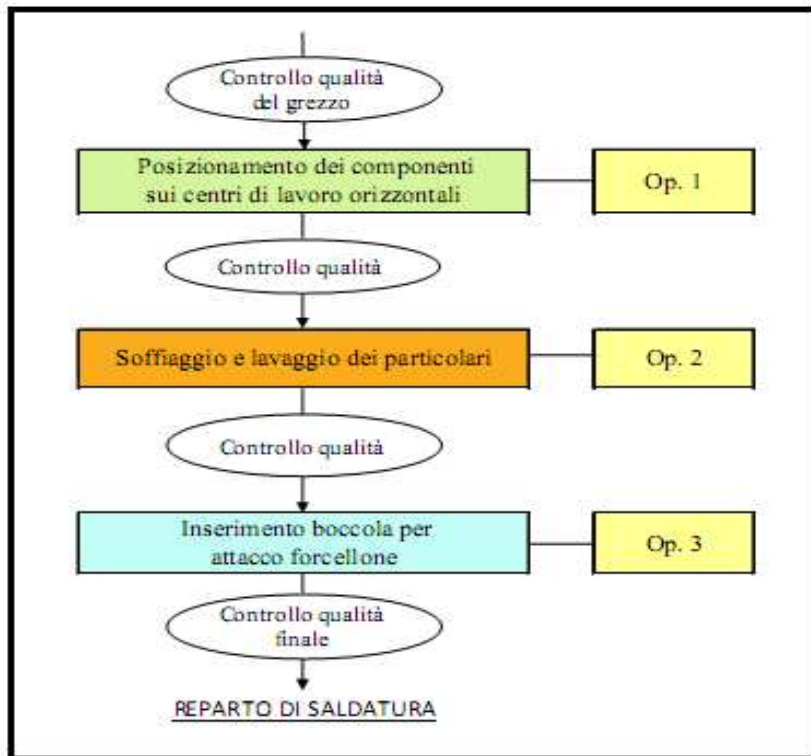 Controllo qualità
del grezzo
Posizionamento dei componenti
sui centri di lavoro orizzontali
Op. 1
Controllo qualità
Soffiaggio e lavaggio dei particolari
Op. 2
Controllo qualità
Inserimento boccola per
attacco forcellone
Op. 3
Controllo qualità
finale
REPARTO DI SALDATURA